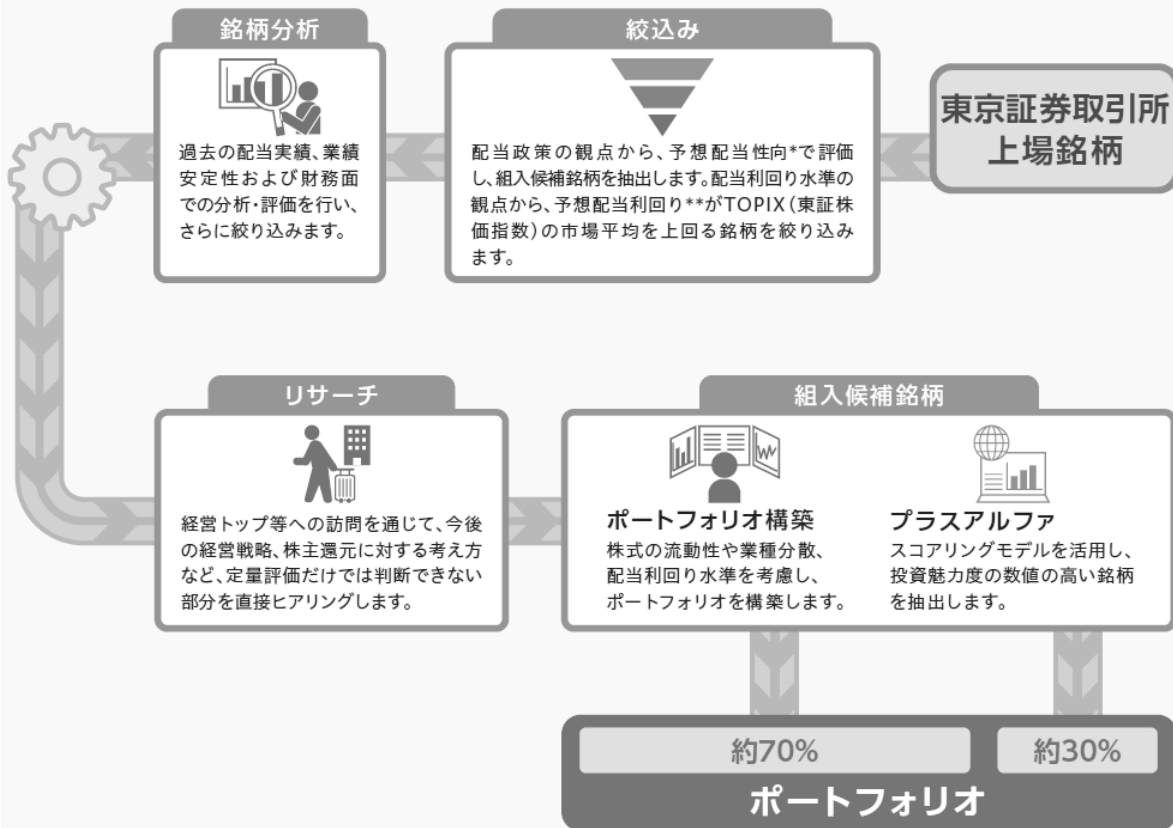 東京証券取引所
上場銘柄
絞込み
配当政策の観点から、予想配当性向*で評価
し、組入候補銘柄を抽出します。配当利回り水準の
観点から、予想配当利回り**がTOPIX(東証株
価指数)の市場平均を上回る銘柄を絞り込み
ます。
銘柄分析
過去の配当実績、業績
安定性および財務面
での分析・評価を行い、
さらに絞り込みます。
リサーチ
経営トップ等への訪問を通じて、今後
の経営戦略、株主還元に対する考え方
など、定量評価だけでは判断できない
部分を直接ヒアリングします。
組入候補銘柄
ポートフォリオ構築
株式の流動性や業種分散、
配当利回り水準を考慮し、
ポートフォリオを構築します。
プラスアルファ
スコアリングモデルを活用し、
投資魅力度の数値の高い銘柄
を抽出します。
約70%
約30%
ポートフォリオ